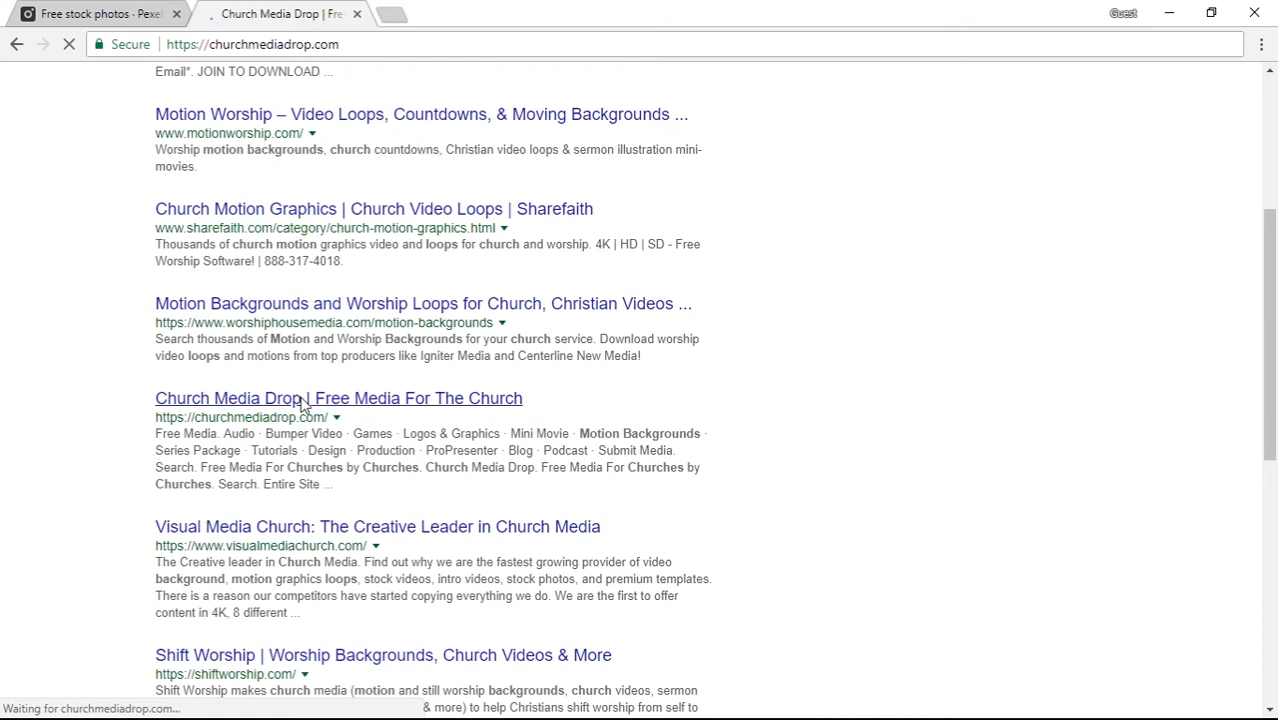 Free stock photos · Pexel
Church Media Drop | Fre
Guest
Secure
https://churchmediadrop.com
Email*. JOIN TO DOWNLOAD ...
Motion Worship – Video Loops, Countdowns, & Moving Backgrounds ...
www.motionworship.com/
Worship motion backgrounds, church countdowns, Christian video loops & sermon illustration mini-
movies.
Church Motion Graphics | Church Video Loops | Sharefaith
www.sharefaith.com/category/church-motion-graphics.html
Thousands of church motion graphics video and loops for church and worship. 4K | HD | SD - Free
Worship Software! | 888-317-4018.
Motion Backgrounds and Worship Loops for Church, Christian Videos ...
https://www.worshiphousemedia.com/motion-backgrounds
Search thousands of Motion and Worship Backgrounds for your church service. Download worship
video loops and motions from top producers like Igniter Media and Centerline New Media!
Church Media Drop | Free Media For The Church
https://churchmediadrop.com/
Free Media. Audio · Bumper Video · Games · Logos & Graphics · Mini Movie · Motion Backgrounds ·
Series Package · Tutorials · Design · Production · ProPresenter · Blog · Podcast · Submit Media.
Search. Free Media For Churches by Churches. Church Media Drop. Free Media For Churches by
Churches. Search. Entire Site ...
Visual Media Church: The Creative Leader in Church Media
https://www.visualmediachurch.com/
The Creative leader in Church Media. Find out why we are the fastest growing provider of video
background, motion graphics loops, stock videos, intro videos, stock photos, and premium templates.
There is a reason our competitors have started copying everything we do. We are the first to offer
content in 4K, 8 different ...
Shift Worship | Worship Backgrounds, Church Videos & More
https://shiftworship.com/
Shift Worship makes church media (motion and still worship backgrounds, church videos, sermon
& more) to help Christians shift worship from self to
Waiting for churchmediadrop.com...